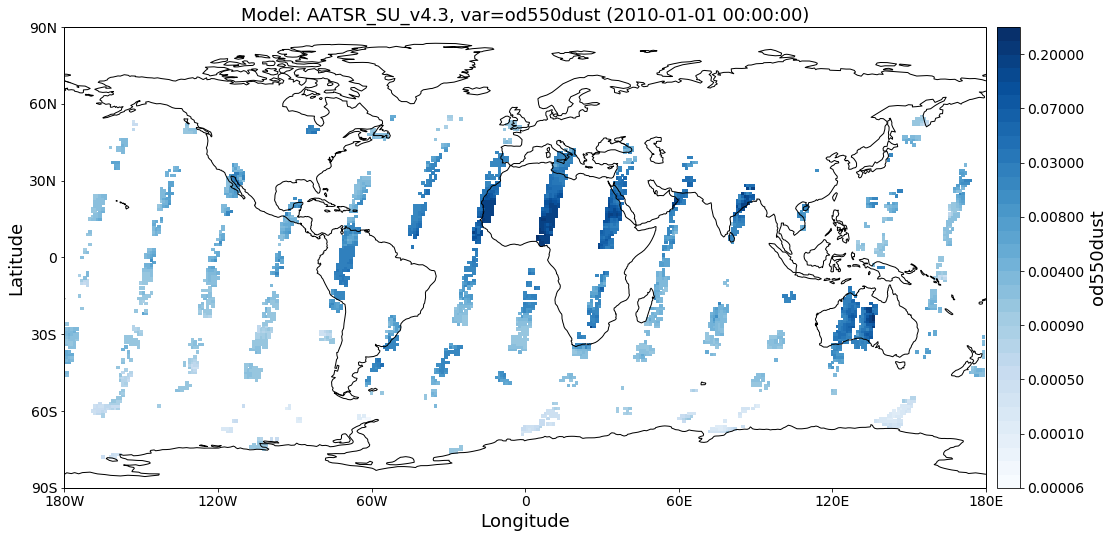 Model: AATSR_SU_v4.3, var=od550dust (2010-01-01 00:00:00)
90N
60N
30N
0
30S
60S
90S
Latitude
180W
120W
60W
0
60E
120E
180E
Longitude
0.20000
0.07000
0.03000
0.00800
0.00400
0.00090
0.00050
0.00010
0.00006
od550dust